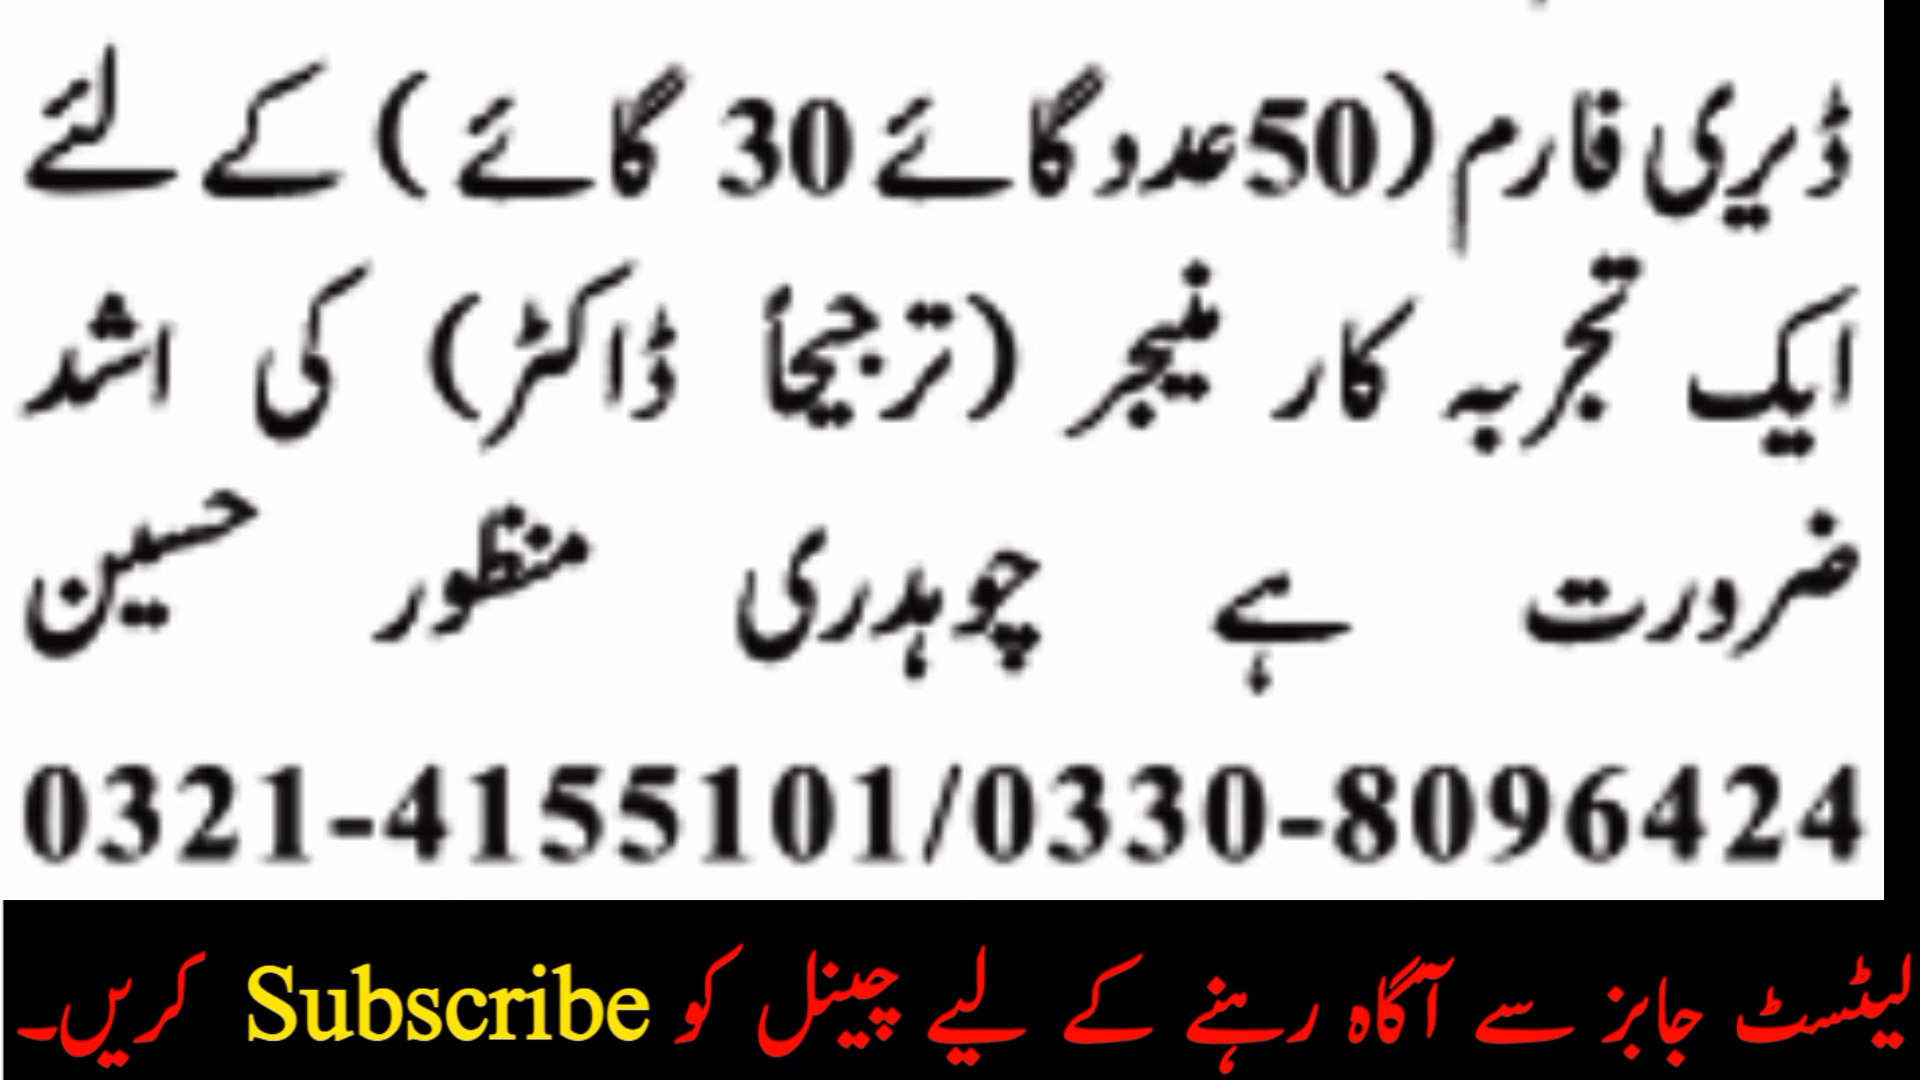 ڈیری فارم (50عدد گائے 30 گائے) کے لئے
ایک تجربہ کار منیجر (ترجیحاً ڈاکٹر) کی اشد
ضرورت ہے چوہدری منظور حسین
0321-4155101/0330-8096424
لیٹسٹ جابز سے آگاہ رہنے کے لیے چینل کو Subscribe کریں۔